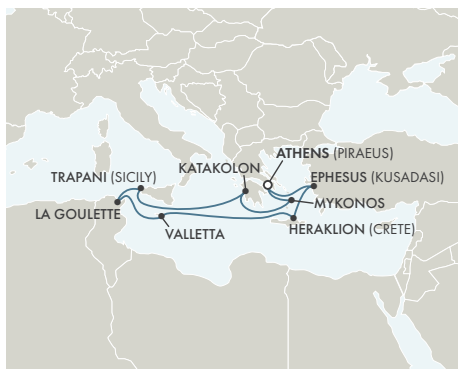 ATHENS (PIRAEUS)
KATAKOLON
TRAPANI (SICILY)
EPHESUS (KUSADASI)
MYKONOS
LA GOULETTE
VALLETTA
HERAKLION (CRETE)